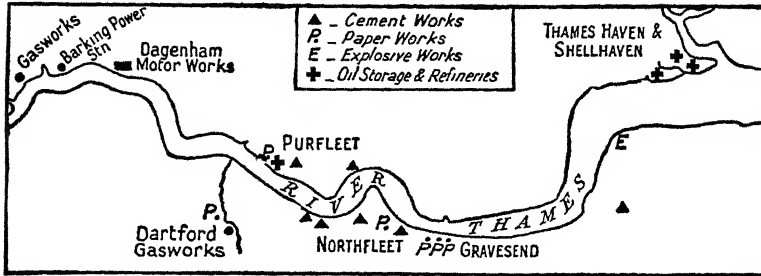 Gasworks
Barking Power
Stn
Dagenham
Motor Works
▲ _ Cement Works
P. _ Paper Works
E _ Explosive Works
✚ _ Oil Storage & Refineries
THAMES HAVEN &
SHELLHAVEN
P.
PURFLEET
E
RIVER
THAMES
P.
Dartford
Gasworks
NORTHFLEET
P.
PPP
GRAVESEND